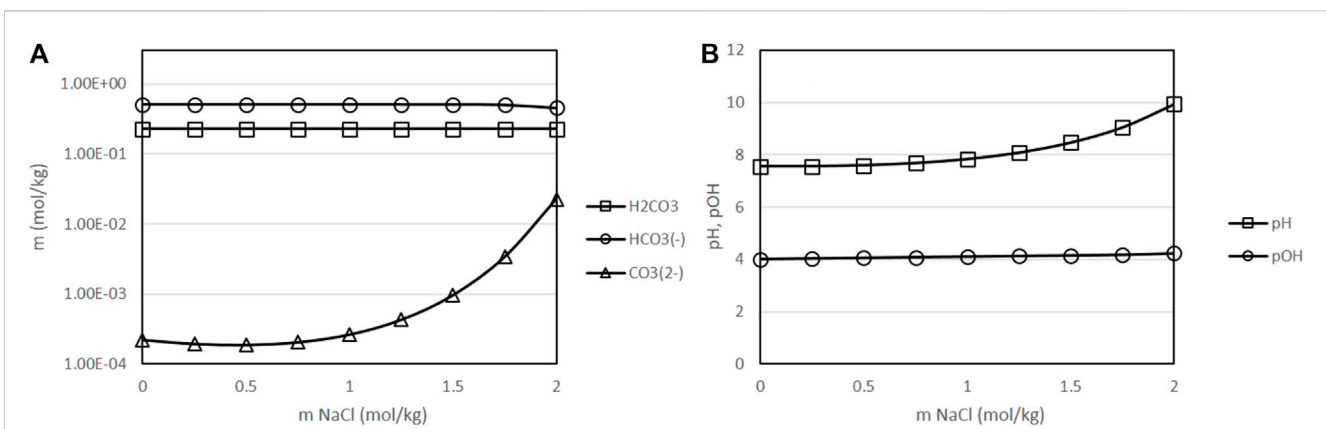 A
1.00E+00
1.00E-01
1.00E-02
1.00E-03
1.00E-04
m (mol/kg)
0 0.5 1 1.5 2
m NaCl (mol/kg)
H2CO3
HCO3(-)
CO3(2-)
B
12
10
8
6
4
2
0
pH, pOH
0 0.5 1 1.5 2
m NaCl (mol/kg)
pH
pOH